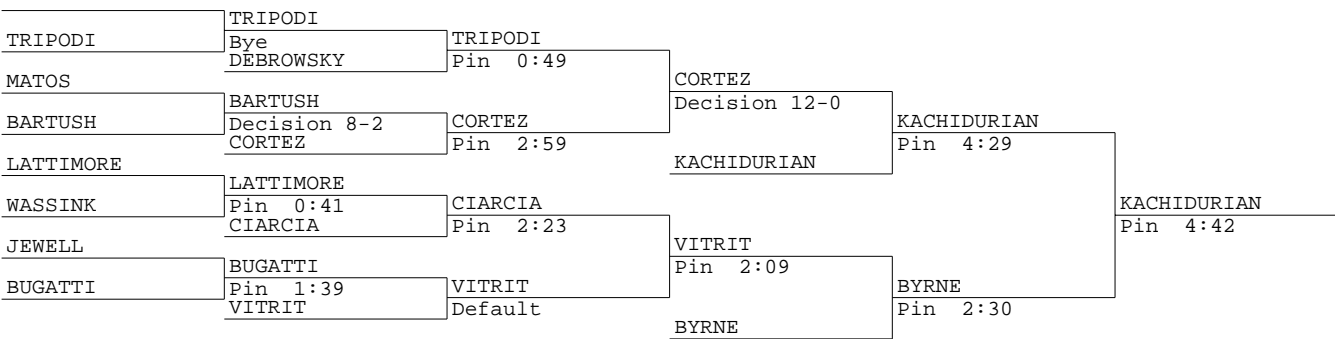 TRIPODI
TRIPODI
Bye
TRIPODI
DEBROWSKY
Pin 0:49
MATOS
CORTEZ
BARTUSH
Decision 12-0
BARTUSH
Decision 8-2
CORTEZ
KACHIDURIAN
CORTEZ
Pin 2:59
Pin 4:29
LATTIMORE
KACHIDURIAN
LATTIMORE
WASSINK
Pin 0:41
CIARCIA
KACHIDURIAN
CIARCIA
Pin 2:23
Pin 4:42
JEWELL
VITRIT
BUGATTI
Pin 2:09
BUGATTI
Pin 1:39
VITRIT
BYRNE
VITRIT
Default
Pin 2:30
BYRNE